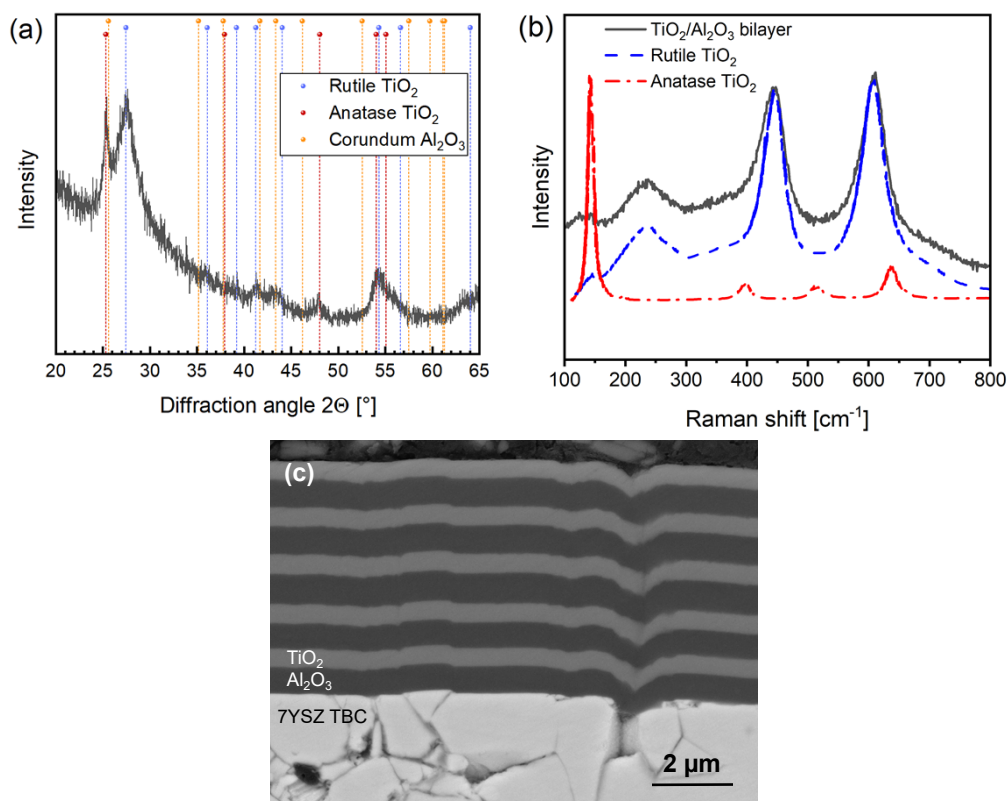 (a)
Rutile TiO₂
Anatase TiO₂
Corundum Al₂O₃
Intensity
20 25 30 35 40 45 50 55 60 65
Diffraction angle 2Θ [°]
(b)
TiO₂/Al₂O₃ bilayer
Rutile TiO₂
Anatase TiO₂
Intensity
100 200 300 400 500 600 700 800
Raman shift [cm⁻¹]
(c)
TiO₂
Al₂O₃
7YSZ TBC
2 µm